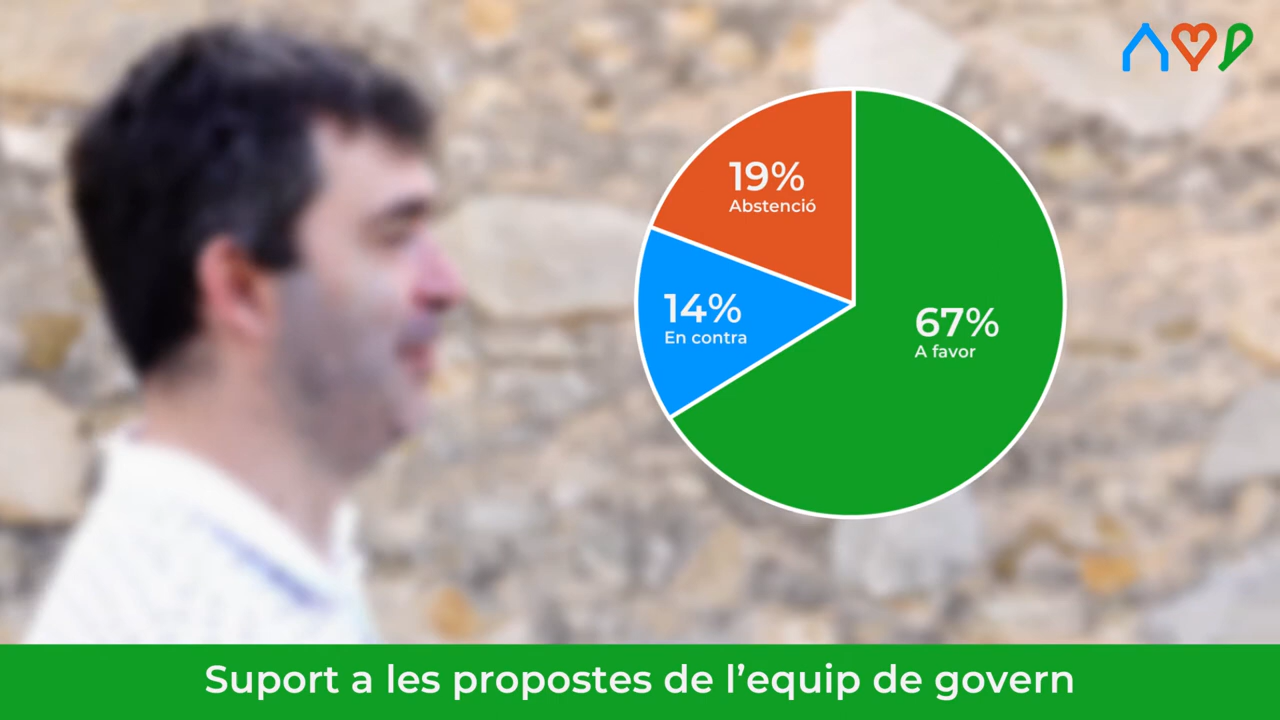 19%
Abstenció
14%
En contra
67%
A favor
Suport a les propostes de l’equip de govern